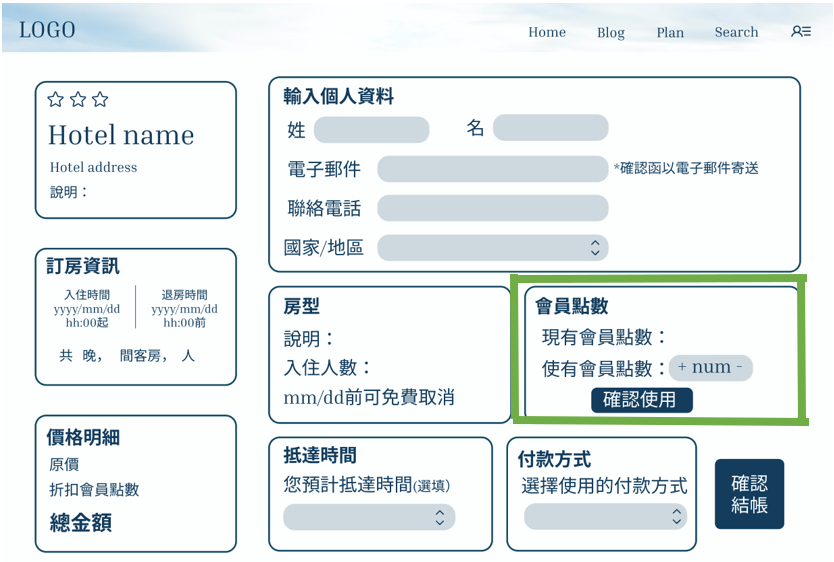 LOGO
Home Blog Plan Search
Hotel name
Hotel address
說明：
訂房資訊
入住時間 退房時間
yyyy/mm/dd yyyy/mm/dd
hh:00起 hh:00前
共 晚， 間客房， 人
價格明細
原價
折扣會員點數
總金額
輸入個人資料
姓 名
電子郵件 *確認函以電子郵件寄送
聯絡電話
國家/地區
房型
說明：
入住人數：
mm/dd前可免費取消
會員點數
現有會員點數：
使有會員點數： + num -
確認使用
抵達時間
您預計抵達時間(選填)
付款方式
選擇使用的付款方式
確認
結帳